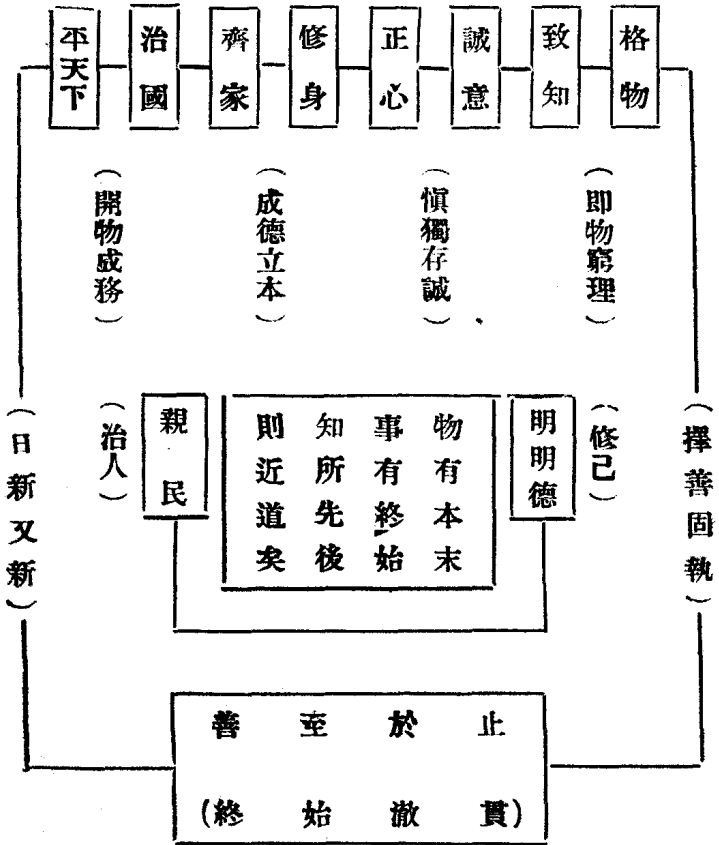 格物
致知
誠意
正心
修身
齊家
治國
平天下
（即物窮理）
（慎獨存誠）
（成德立本）
（開物成務）
（擇善固執）
（修己）
明明德
物有本末
事有終始
知所先後
則近道矣
親民
（治人）
（日新又新）
止於至善
（貫澈始終）